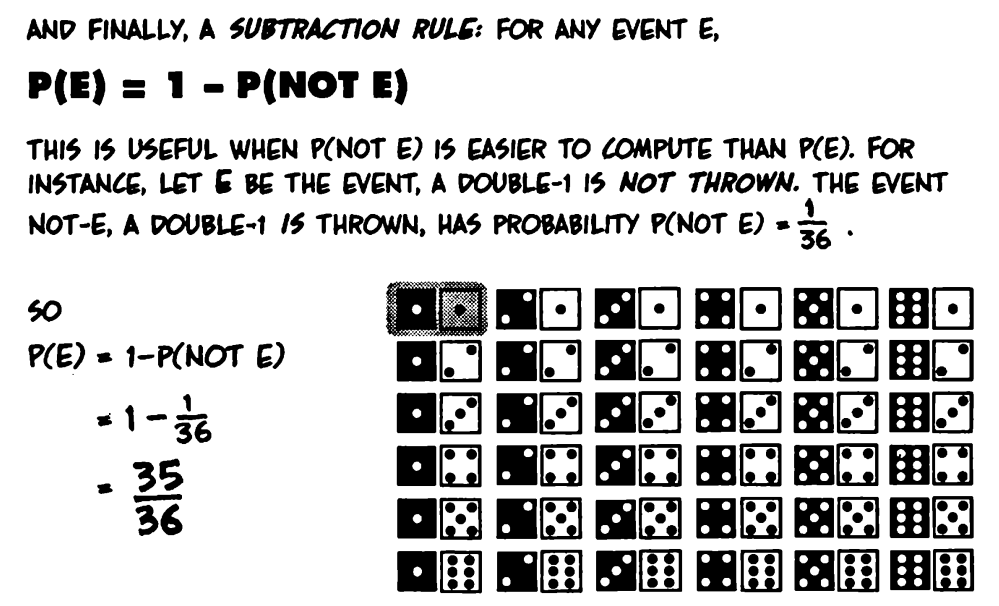 AND FINALLY, A SUBTRACTION RULE: FOR ANY EVENT E,
P(E) = 1 – P(NOT E)
THIS IS USEFUL WHEN P(NOT E) IS EASIER TO COMPUTE THAN P(E). FOR
INSTANCE, LET E BE THE EVENT, A DOUBLE-1 IS NOT THROWN. THE EVENT
NOT-E, A DOUBLE-1 IS THROWN, HAS PROBABILITY P(NOT E) = 1/36 .
SO
P(E) = 1–P(NOT E)
= 1 – 1/36
= 35/36